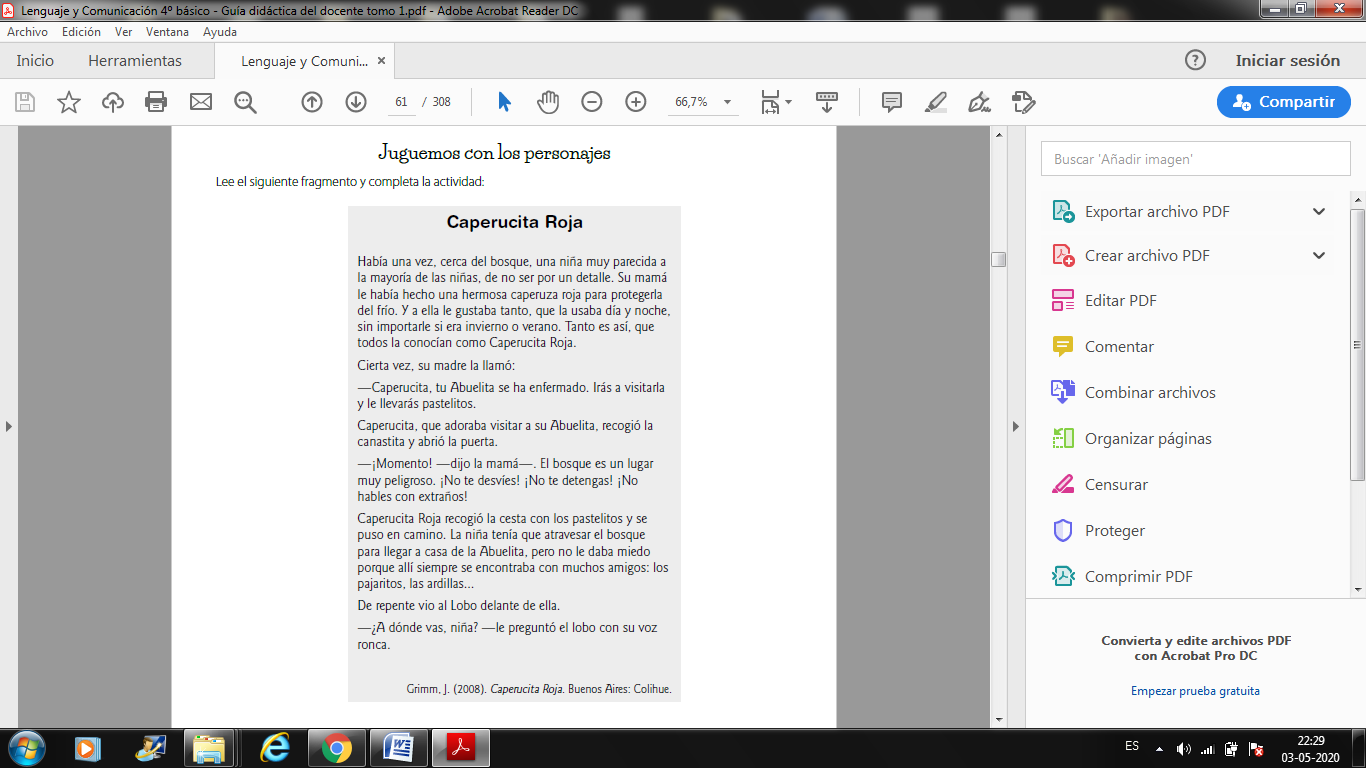 Lenguaje y Comunicación 4º básico - Guía didáctica del docente tomo 1.pdf - Adobe Acrobat Reader DC
Archivo Edición Ver Ventana Ayuda
Inicio Herramientas Lenguaje y Comuni... × Iniciar sesión
61 / 308 66,7% Compartir
Juguemos con los personajes
Lee el siguiente fragmento y completa la actividad:
Caperucita Roja
Había una vez, cerca del bosque, una niña muy parecida a
la mayoría de las niñas, de no ser por un detalle. Su mamá
le había hecho una hermosa caperuza roja para protegerla
del frío. Y a ella le gustaba tanto, que la usaba día y noche,
sin importarle si era invierno o verano. Tanto es así, que
todos la conocían como Caperucita Roja.
Cierta vez, su madre la llamó:
—Caperucita, tu Abuelita se ha enfermado. Irás a visitarla
y le llevarás pastelitos.
Caperucita, que adoraba visitar a su Abuelita, recogió la
canastita y abrió la puerta.
—¡Momento! —dijo la mamá—. El bosque es un lugar
muy peligroso. ¡No te desvíes! ¡No te detengas! ¡No
hables con extraños!
Caperucita Roja recogió la cesta con los pastelitos y se
puso en camino. La niña tenía que atravesar el bosque
para llegar a casa de la Abuelita, pero no le daba miedo
porque allí siempre se encontraba con muchos amigos: los
pajaritos, las ardillas...
De repente vio al Lobo delante de ella.
—¿A dónde vas, niña? —le preguntó el lobo con su voz
ronca.
Grimm, J. (2008). Caperucita Roja. Buenos Aires: Colihue.
Buscar 'Añadir imagen'
Exportar archivo PDF
Crear archivo PDF
Editar PDF
Comentar
Combinar archivos
Organizar páginas
Censurar
Proteger
Comprimir PDF
Convierta y edite archivos PDF
con Acrobat Pro DC
Empezar prueba gratuita
ES
22:29
03-05-2020